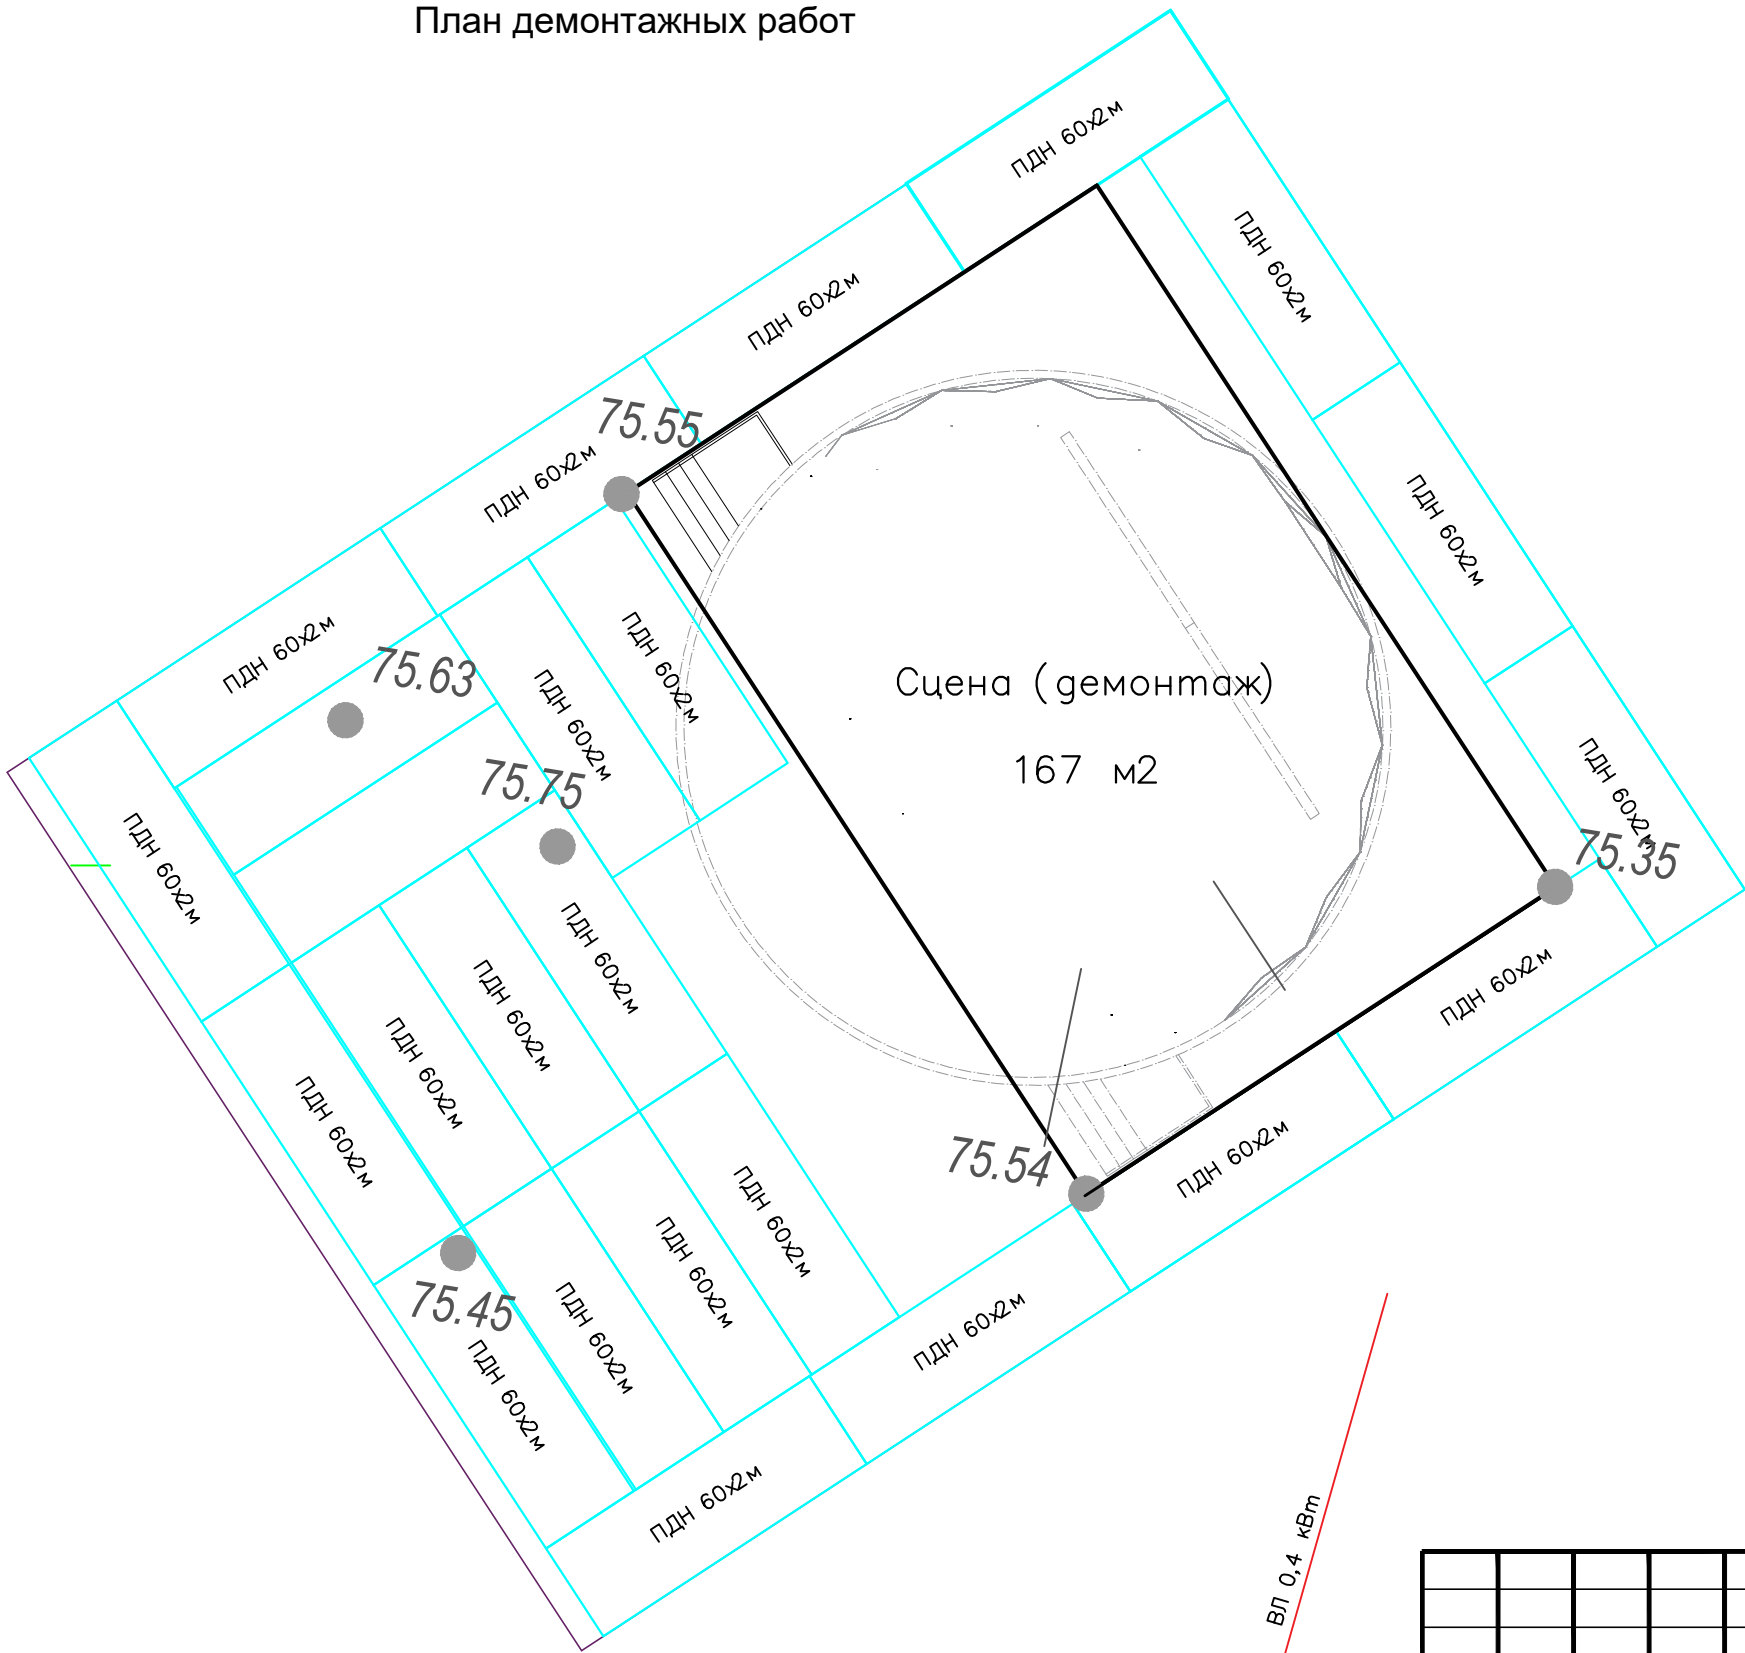 План демонтажных работ
ПДН 60х2м
ПДН 60х2м
ПДН 60х2м
75.55
ПДН 60х2м
ПДН 60х2м
ПДН 60х2м
75.63
ПДН 60х2м
ПДН 60х2м
Сцена (демонтаж)
167 м2
75.75
ПДН 60х2м
75.35
ПДН 60х2м
ПДН 60х2м
ПДН 60х2м
ПДН 60х2м
ПДН 60х2м
ПДН 60х2м
75.54
ПДН 60х2м
ПДН 60х2м
ПДН 60х2м
ПДН 60х2м
75.45
ПДН 60х2м
ПДН 60х2м
ПДН 60х2м
ПДН 60х2м
ВЛ 0,4 кВт